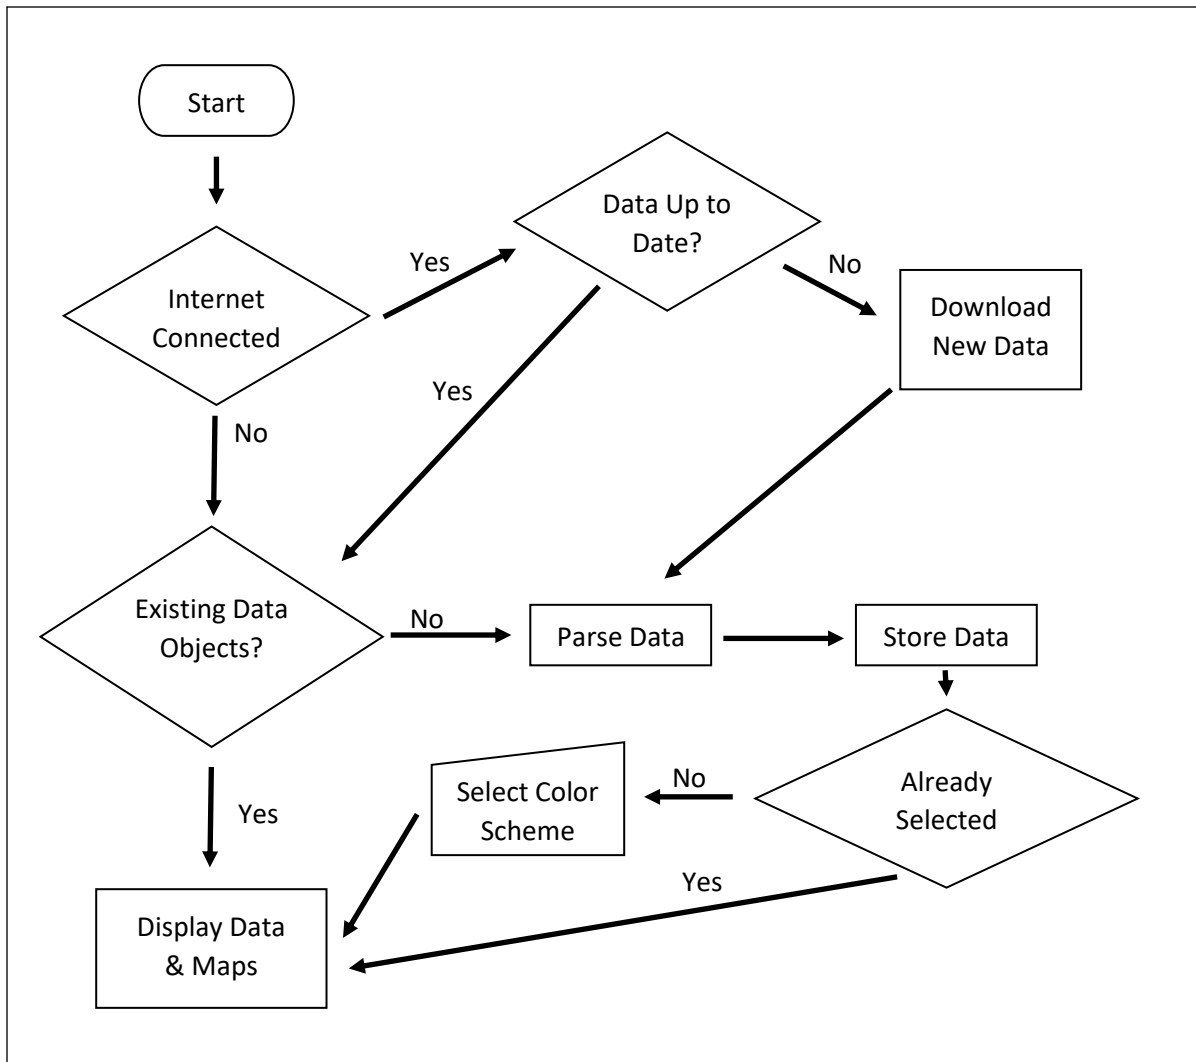 Start
Data Up to
Date?
Yes
No
Internet
Connected
Download
New Data
Yes
No
Existing Data
Objects?
No
Parse Data
Store Data
Already
Selected
No
Select Color
Scheme
Yes
Yes
Display Data
& Maps